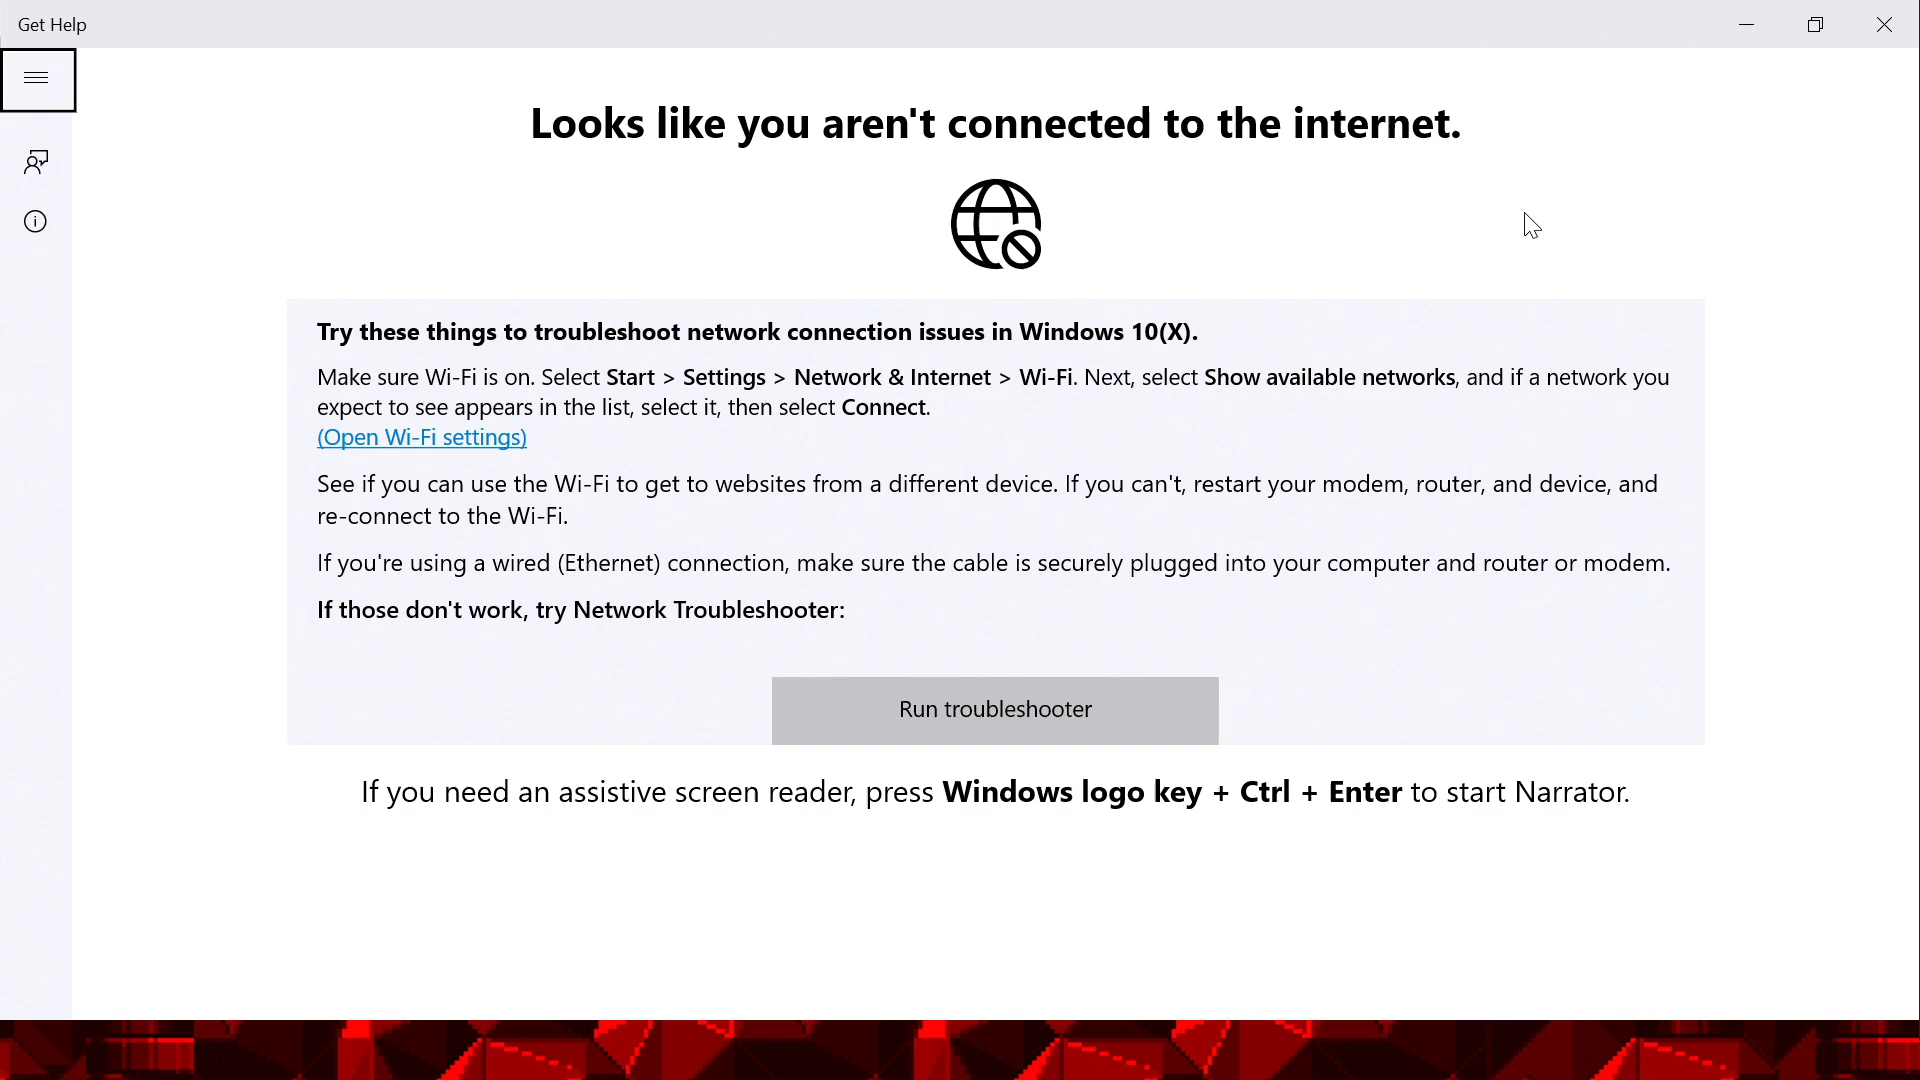 Get Help
Looks like you aren't connected to the internet.
Try these things to troubleshoot network connection issues in Windows 10(X).
Make sure Wi-Fi is on. Select Start > Settings > Network & Internet > Wi-Fi. Next, select Show available networks, and if a network you
expect to see appears in the list, select it, then select Connect.
(Open Wi-Fi settings)
See if you can use the Wi-Fi to get to websites from a different device. If you can't, restart your modem, router, and device, and
re-connect to the Wi-Fi.
If you're using a wired (Ethernet) connection, make sure the cable is securely plugged into your computer and router or modem.
If those don't work, try Network Troubleshooter:
Run troubleshooter
If you need an assistive screen reader, press Windows logo key + Ctrl + Enter to start Narrator.